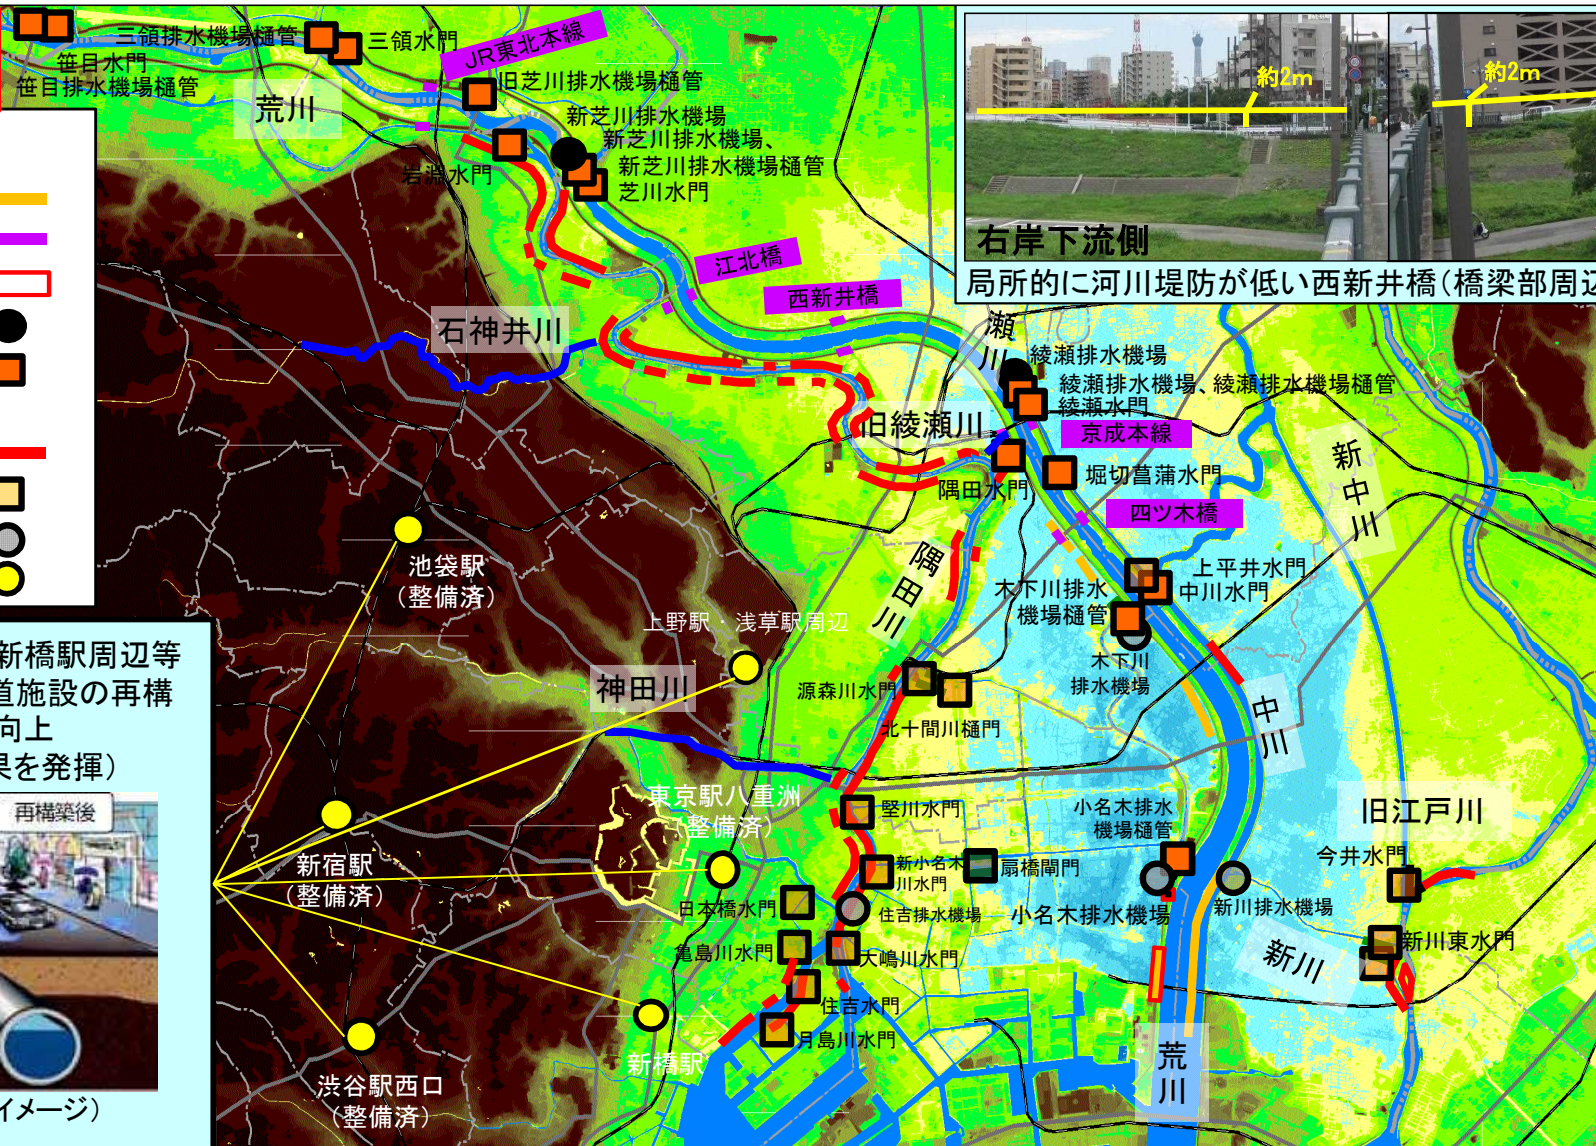 三領排水機場樋管
三領水門
笹目水門
笹目排水機場樋管
荒川
JR東北本線
旧芝川排水機場樋管
新芝川排水機場
新芝川排水機場、
新芝川排水機場樋管
芝川水門
岩淵水門
約2m
約2m
右岸下流側
局所的に河川堤防が低い西新井橋(橋梁部周辺
江北橋
西新井橋
石神井川
瀬川
綾瀬排水機場
綾瀬排水機場、綾瀬排水機場樋管
綾瀬水門
旧綾瀬川
京成本線
隅田水門
堀切菖蒲水門
四ツ木橋
新中川
隅田川
池袋駅
(整備済)
上平井水門
中川水門
木下川排水
機場樋管
木下川
排水機場
上野駅・浅草駅周辺
神田川
源森川水門
北十間川樋門
中川
新橋駅周辺等
道施設の再構
向上
果を発揮)
再構築後
イメージ)
東京駅八重洲
(整備済)
竪川水門
小名木排水
機場樋管
旧江戸川
今井水門
新宿駅
(整備済)
新小名木
川水門
扇橋閘門
日本橋水門
住吉排水機場
小名木排水機場
新川排水機場
亀島川水門
大嶋川水門
新川
新川東水門
住吉水門
月島川水門
新橋駅
荒川
渋谷駅西口
(整備済)